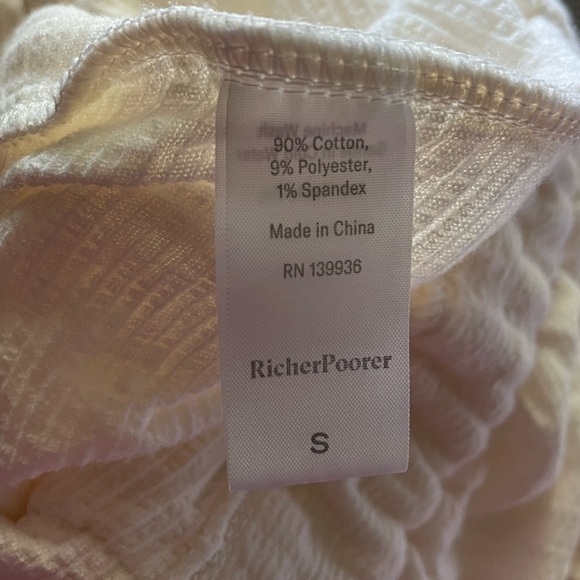 90% Cotton,
9% Polyester,
1% Spandex
Made in China
RN 139936
RicherPoorer
S